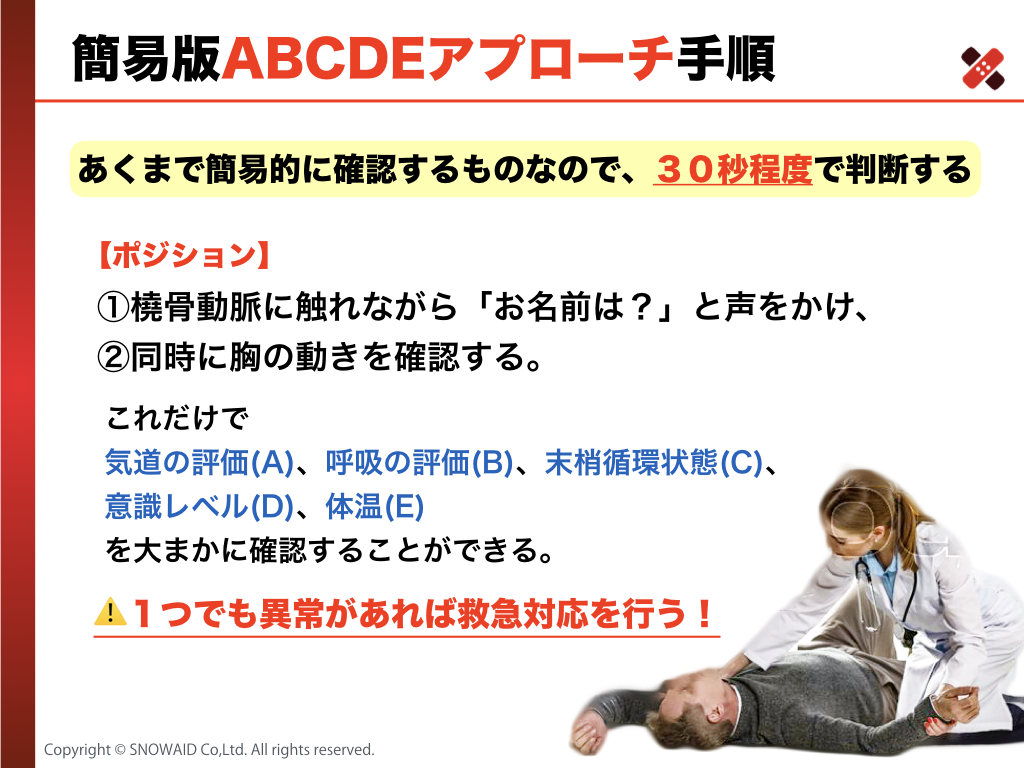 簡易版ABCDEアプローチ手順
あくまで簡易的に確認するものなので、３０秒程度で判断する
【ポジション】
①橈骨動脈に触れながら「お名前は？」と声をかけ、
②同時に胸の動きを確認する。
これだけで
気道の評価(A)、呼吸の評価(B)、末梢循環状態(C)、
意識レベル(D)、体温(E)
を大まかに確認することができる。
⚠️１つでも異常があれば救急対応を行う！
Copyright © SNOWAID Co,Ltd. All rights reserved.